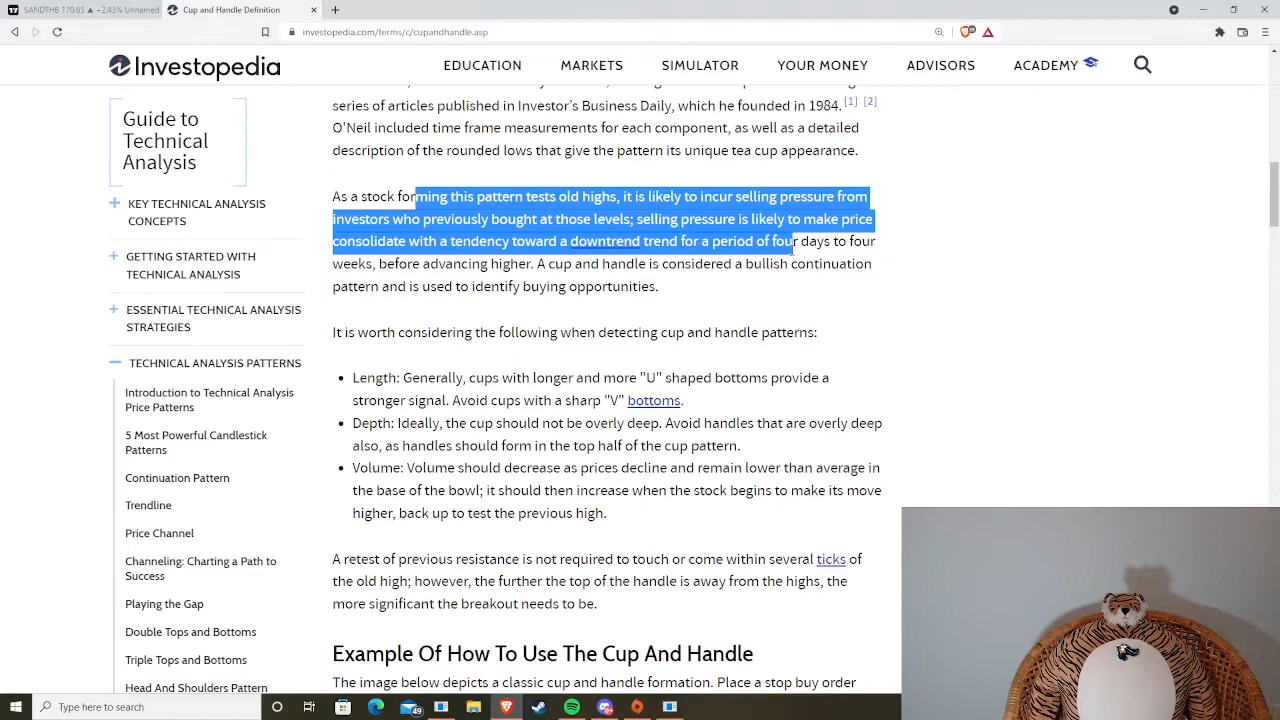 SANDTHB 179.65 ▲ +2.43% Unnamed
Cup and Handle Definition
investopedia.com/terms/c/cupandhandle.asp
Investopedia
EDUCATION
MARKETS
SIMULATOR
YOUR MONEY
ADVISORS
ACADEMY
Guide to
Technical
Analysis
KEY TECHNICAL ANALYSIS
CONCEPTS
GETTING STARTED WITH
TECHNICAL ANALYSIS
ESSENTIAL TECHNICAL ANALYSIS
STRATEGIES
TECHNICAL ANALYSIS PATTERNS
Introduction to Technical Analysis
Price Patterns
5 Most Powerful Candlestick
Patterns
Continuation Pattern
Trendline
Price Channel
Channeling: Charting a Path to
Success
Playing the Gap
Double Tops and Bottoms
Triple Tops and Bottoms
Head And Shoulders Pattern
series of articles published in Investor's Business Daily, which he founded in 1984. [1] [2]
O'Neil included time frame measurements for each component, as well as a detailed
description of the rounded lows that give the pattern its unique tea cup appearance.
As a stock forming this pattern tests old highs, it is likely to incur selling pressure from
investors who previously bought at those levels; selling pressure is likely to make price
consolidate with a tendency toward a downtrend trend for a period of four days to four
weeks, before advancing higher. A cup and handle is considered a bullish continuation
pattern and is used to identify buying opportunities.
It is worth considering the following when detecting cup and handle patterns:
• Length: Generally, cups with longer and more "U" shaped bottoms provide a
stronger signal. Avoid cups with a sharp "V" bottoms.
• Depth: Ideally, the cup should not be overly deep. Avoid handles that are overly deep
also, as handles should form in the top half of the cup pattern.
• Volume: Volume should decrease as prices decline and remain lower than average in
the base of the bowl; it should then increase when the stock begins to make its move
higher, back up to test the previous high.
A retest of previous resistance is not required to touch or come within several ticks of
the old high; however, the further the top of the handle is away from the highs, the
more significant the breakout needs to be.
Example Of How To Use The Cup And Handle
The image below depicts a classic cup and handle formation. Place a stop buy order
Type here to search
49